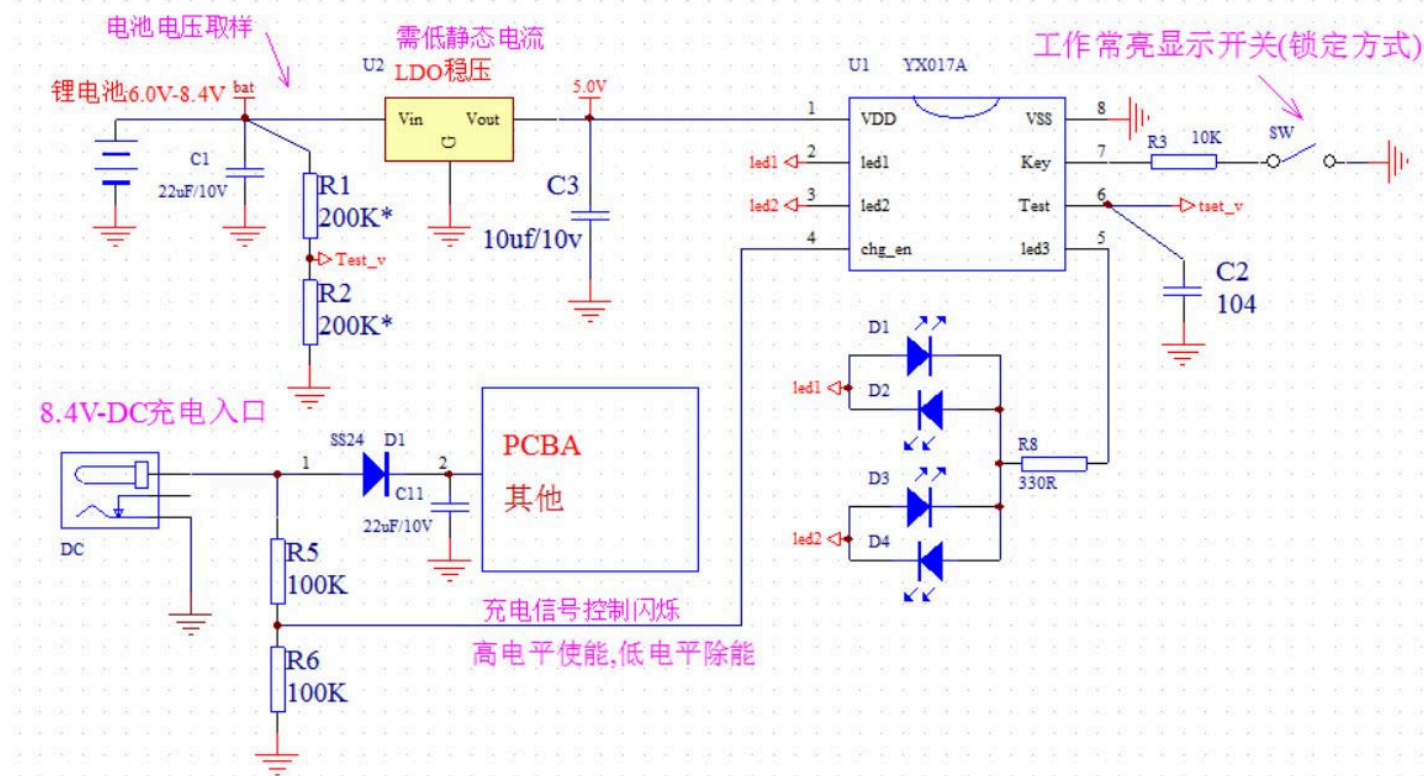 电池电压取样
需低静态电流
U2 LDO稳压
锂电池:6.0V-8.4V bat
Vin Vout
G
5.0V
C1
22uF/10V
R1
200K*
Test_v
R2
200K*
C3
10uf/10v
工作常亮显示开关(锁定方式)
U1 YX017A
1 VDD VSS 8
led1 2 led1 Key 7 R3 10K SW
led2 3 led2 Test 6 tset_v
4 chg_en led3 5
C2
104
D1
led1 D2
R8
330R
D3
led2 D4
8.4V-DC充电入口
DC
1 SS24 D1 2
C11
22uF/10V
PCBA
其他
R5
100K
充电信号控制闪烁
高电平使能,低电平除能
R6
100K